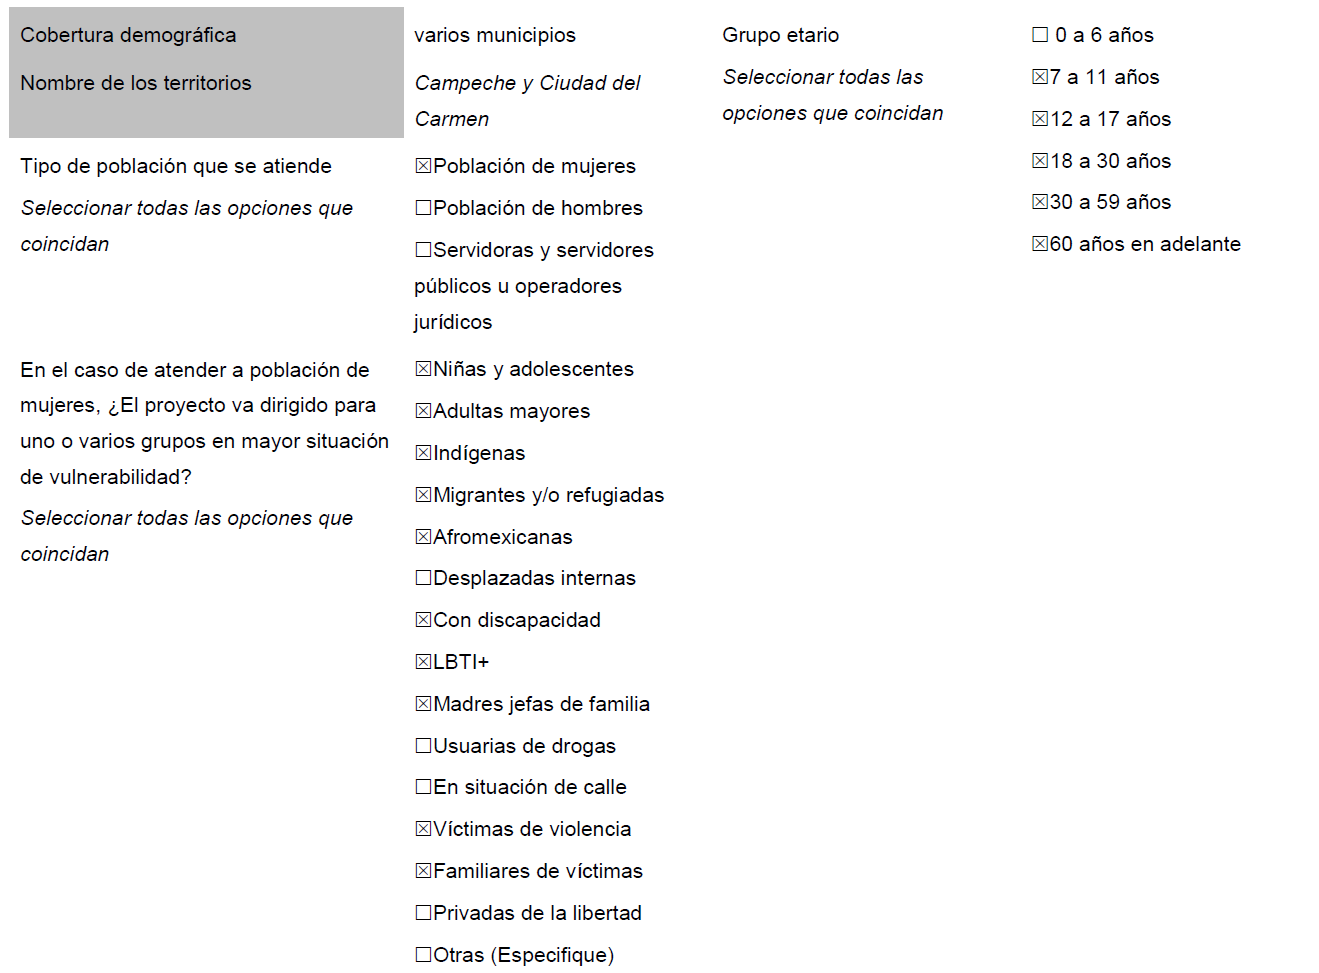 Cobertura demográfica
Nombre de los territorios
varios municipios
Campeche y Ciudad del
Carmen
Grupo etario
Seleccionar todas las
opciones que coincidan
☐ 0 a 6 años
☒7 a 11 años
☒12 a 17 años
☒18 a 30 años
☒30 a 59 años
☒60 años en adelante
Tipo de población que se atiende
Seleccionar todas las opciones que
coincidan
☒Población de mujeres
☐Población de hombres
☐Servidoras y servidores
públicos u operadores
jurídicos
En el caso de atender a población de
mujeres, ¿El proyecto va dirigido para
uno o varios grupos en mayor situación
de vulnerabilidad?
Seleccionar todas las opciones que
coincidan
☒Niñas y adolescentes
☒Adultas mayores
☒Indígenas
☒Migrantes y/o refugiadas
☒Afromexicanas
☐Desplazadas internas
☒Con discapacidad
☒LBTI+
☒Madres jefas de familia
☐Usuarias de drogas
☐En situación de calle
☒Víctimas de violencia
☒Familiares de víctimas
☐Privadas de la libertad
☐Otras (Especifique)